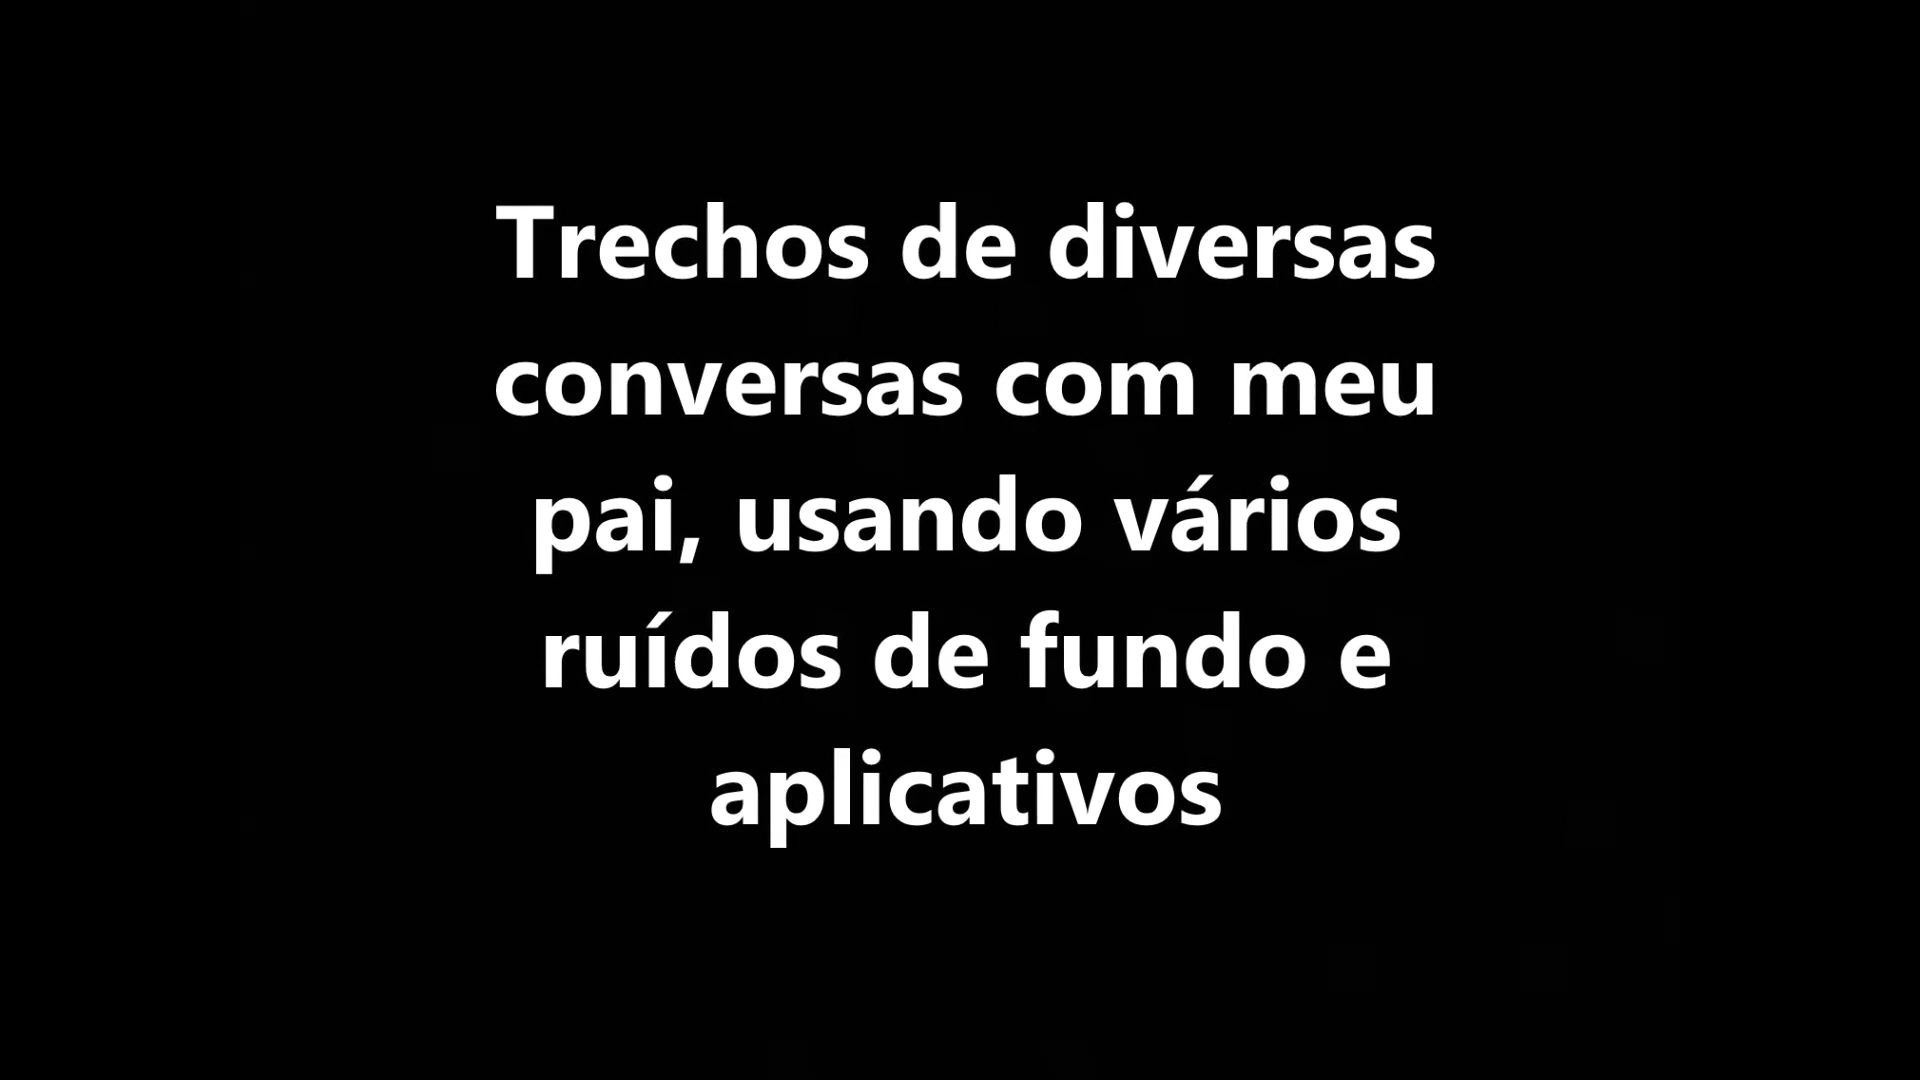 Trechos de diversas
conversas com meu
pai, usando vários
ruídos de fundo e
aplicativos